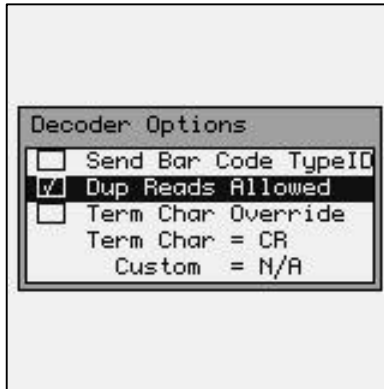 Decoder Options
Send Bar Code TypeID
Dup Reads Allowed
Term Char Override
Term Char = CR
Custom = N/A